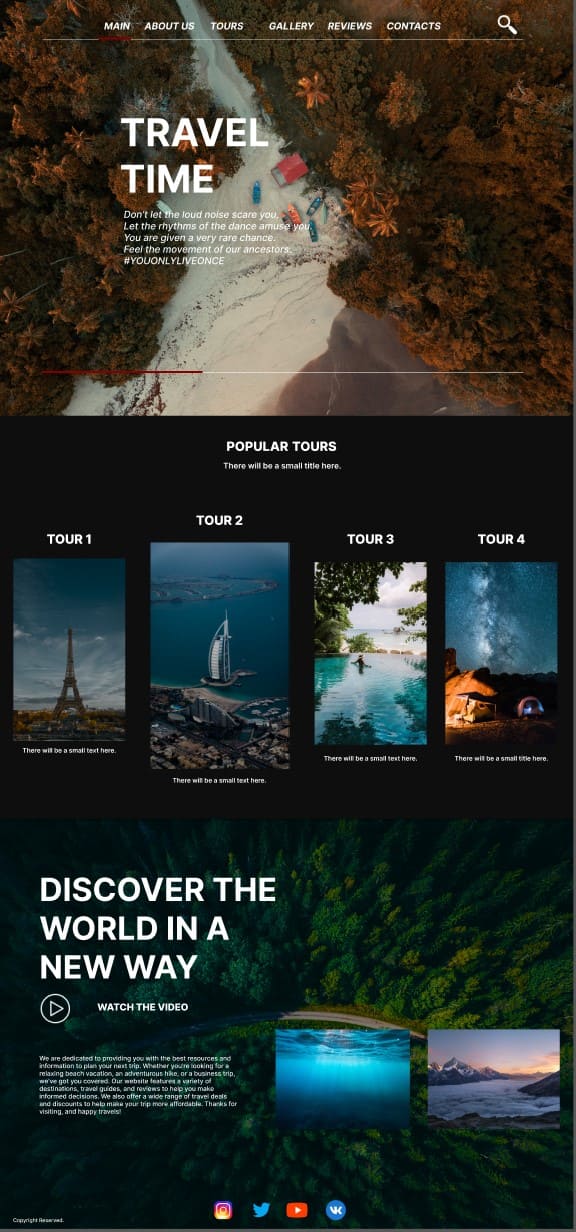 MAIN ABOUT US TOURS GALLERY REVIEWS CONTACTS
TRAVEL
TIME
Don't let the loud noise scare you,
Let the rhythms of the dance amuse you.
You are given a very rare chance.
Feel the movement of our ancestors.
#YOUONLYLIVEONCE
POPULAR TOURS
There will be a small title here.
TOUR 1
TOUR 2
TOUR 3
TOUR 4
There will be a small text here.
There will be a small text here.
There will be a small text here.
There will be a small title here.
DISCOVER THE
WORLD IN A
NEW WAY
WATCH THE VIDEO
We are dedicated to providing you with the best resources and
information to plan your next trip. Whether you're looking for a
relaxing beach vacation, an adventurous hike, or a business trip,
we've got you covered. Our website features a variety of
destinations, travel guides, and reviews to help you make
informed decisions. We also offer a wide range of travel deals
and discounts to help make your trip more affordable. Thanks for
visiting, and happy travels!
Copyright Reserved.